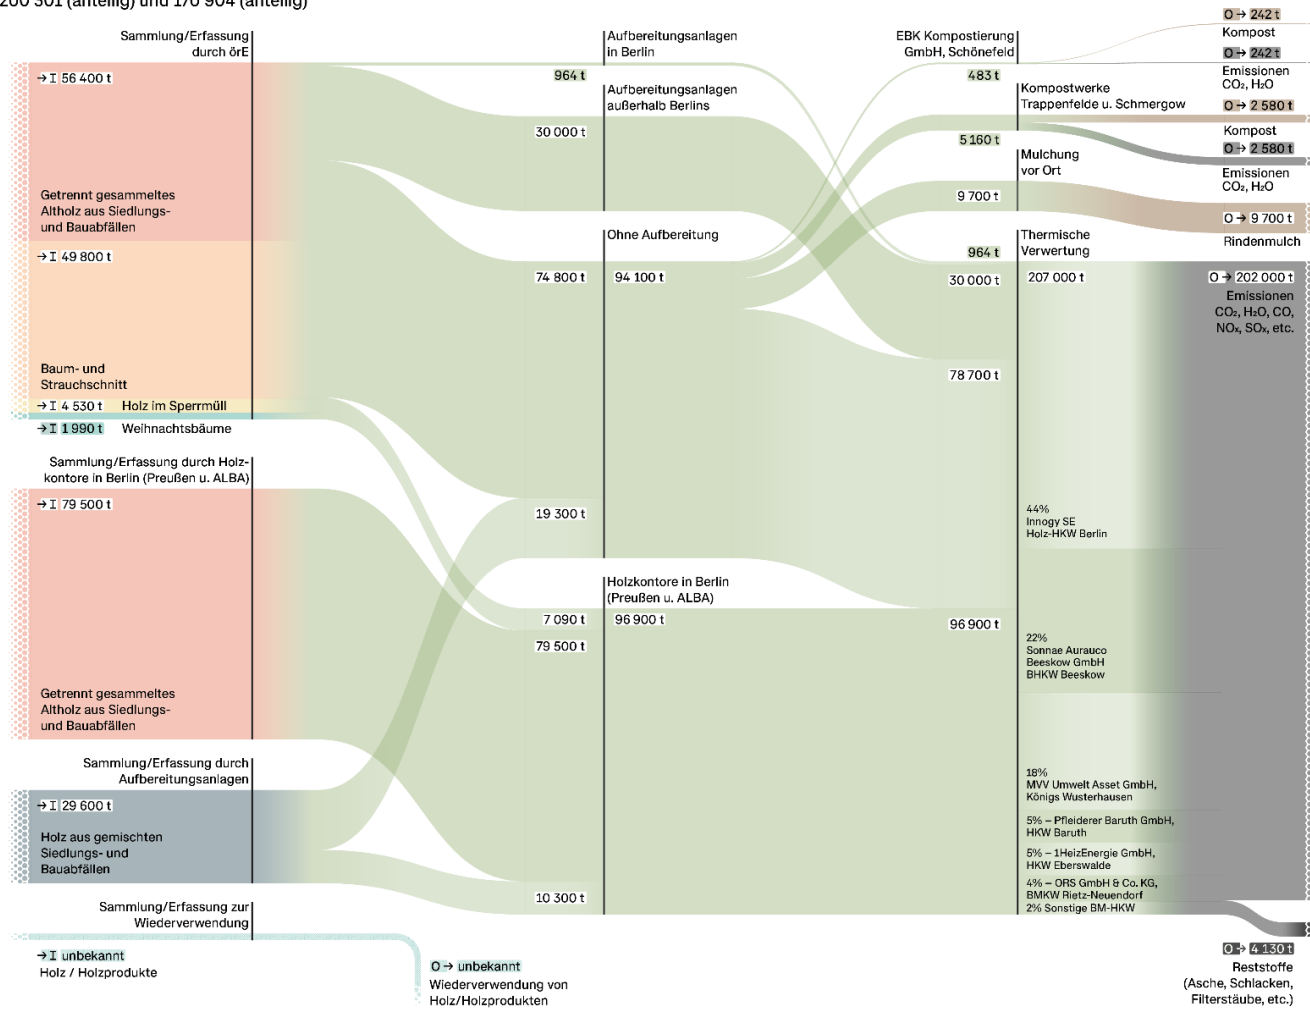 200 301 (anteilig) und 170 904 (anteilig)
Sammlung/Erfassung
durch örE
→I 56 400 t
Getrennt gesammeltes
Altholz aus Siedlungs-
und Bauabfällen
→I 49 800 t
Baum- und
Strauchschnitt
→I 4 530 t Holz im Sperrmüll
→I 1 990 t Weihnachtsbäume
Sammlung/Erfassung durch Holz-
kontore in Berlin (Preußen u. ALBA)
→I 79 500 t
Getrennt gesammeltes
Altholz aus Siedlungs-
und Bauabfällen
Sammlung/Erfassung durch
Aufbereitungsanlagen
→I 29 600 t
Holz aus gemischten
Siedlungs- und
Bauabfällen
Sammlung/Erfassung zur
Wiederverwendung
→I unbekannt
Holz / Holzprodukte
O→ unbekannt
Wiederverwendung von
Holz/Holzprodukten
Aufbereitungsanlagen
in Berlin
964 t
Aufbereitungsanlagen
außerhalb Berlins
30 000 t
Ohne Aufbereitung
74 800 t 94 100 t
19 300 t
Holzkontore in Berlin
(Preußen u. ALBA)
7 090 t 96 900 t
79 500 t
10 300 t
EBK Kompostierung
GmbH, Schönefeld
483 t
Kompostwerke
Trappenfelde u. Schmergow
5 160 t
Mulchung
vor Ort
9 700 t
Thermische
Verwertung
964 t
30 000 t 207 000 t
78 700 t
96 900 t
44%
Innogy SE
Holz-HKW Berlin
22%
Sonnae Aurauco
Beeskow GmbH
BHKW Beeskow
18%
MVV Umwelt Asset GmbH,
Königs Wusterhausen
5% – Pfleiderer Baruth GmbH,
HKW Baruth
5% – 1HeizEnergie GmbH,
HKW Eberswalde
4% – ORS GmbH & Co. KG,
BMKW Rietz-Neuendorf
2% Sonstige BM-HKW
O→ 242 t
Kompost
O→ 242 t
Emissionen
CO₂, H₂O
O→ 2 580 t
Kompost
O→ 2 580 t
Emissionen
CO₂, H₂O
O→ 9 700 t
Rindenmulch
O→ 202 000 t
Emissionen
CO₂, H₂O, CO,
NOₓ, SOₓ, etc.
O→ 4 130 t
Reststoffe
(Asche, Schlacken,
Filterstäube, etc.)